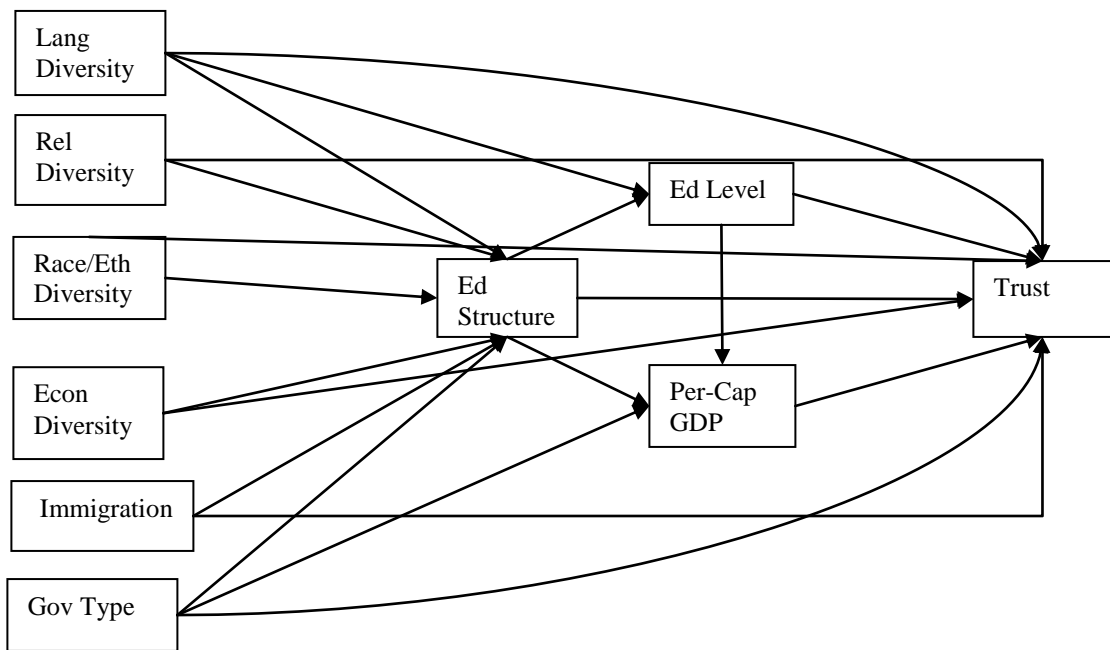 Lang
Diversity
Rel
Diversity
Race/Eth
Diversity
Econ
Diversity
Immigration
Gov Type
Ed
Structure
Ed Level
Per-Cap
GDP
Trust